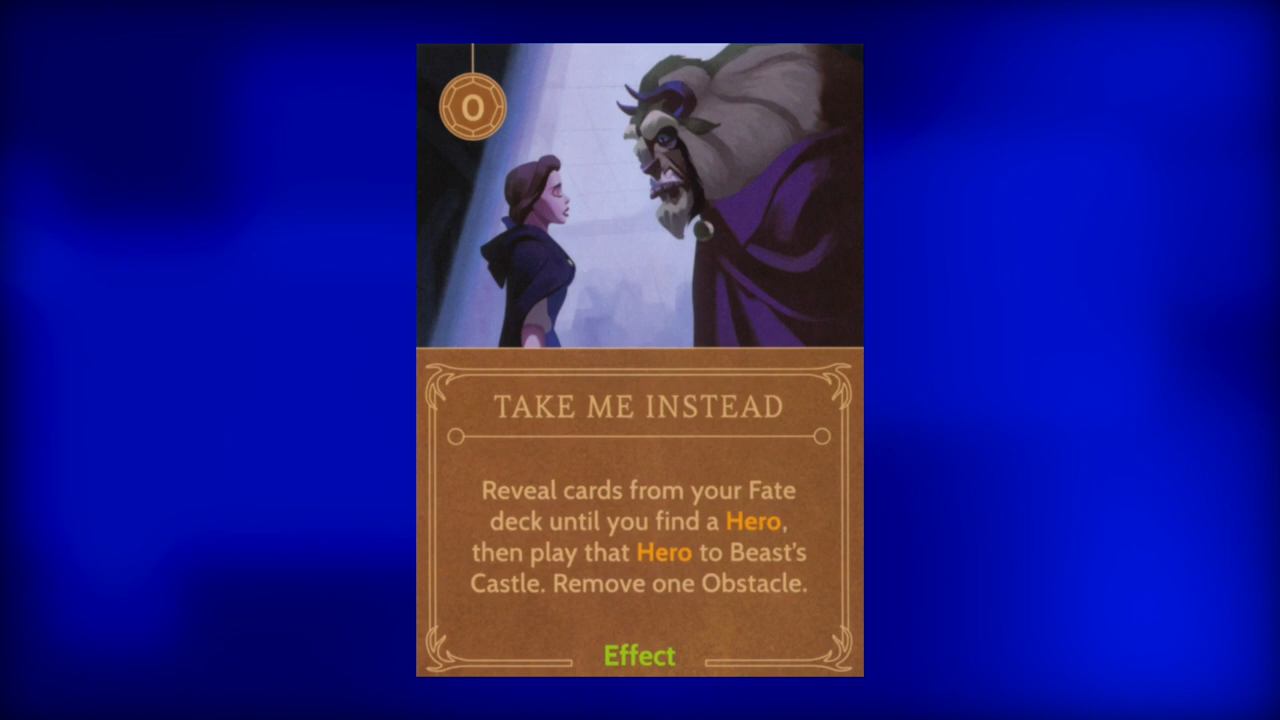 0
TAKE ME INSTEAD
Reveal cards from your Fate
deck until you find a Hero,
then play that Hero to Beast's
Castle. Remove one Obstacle.
Effect